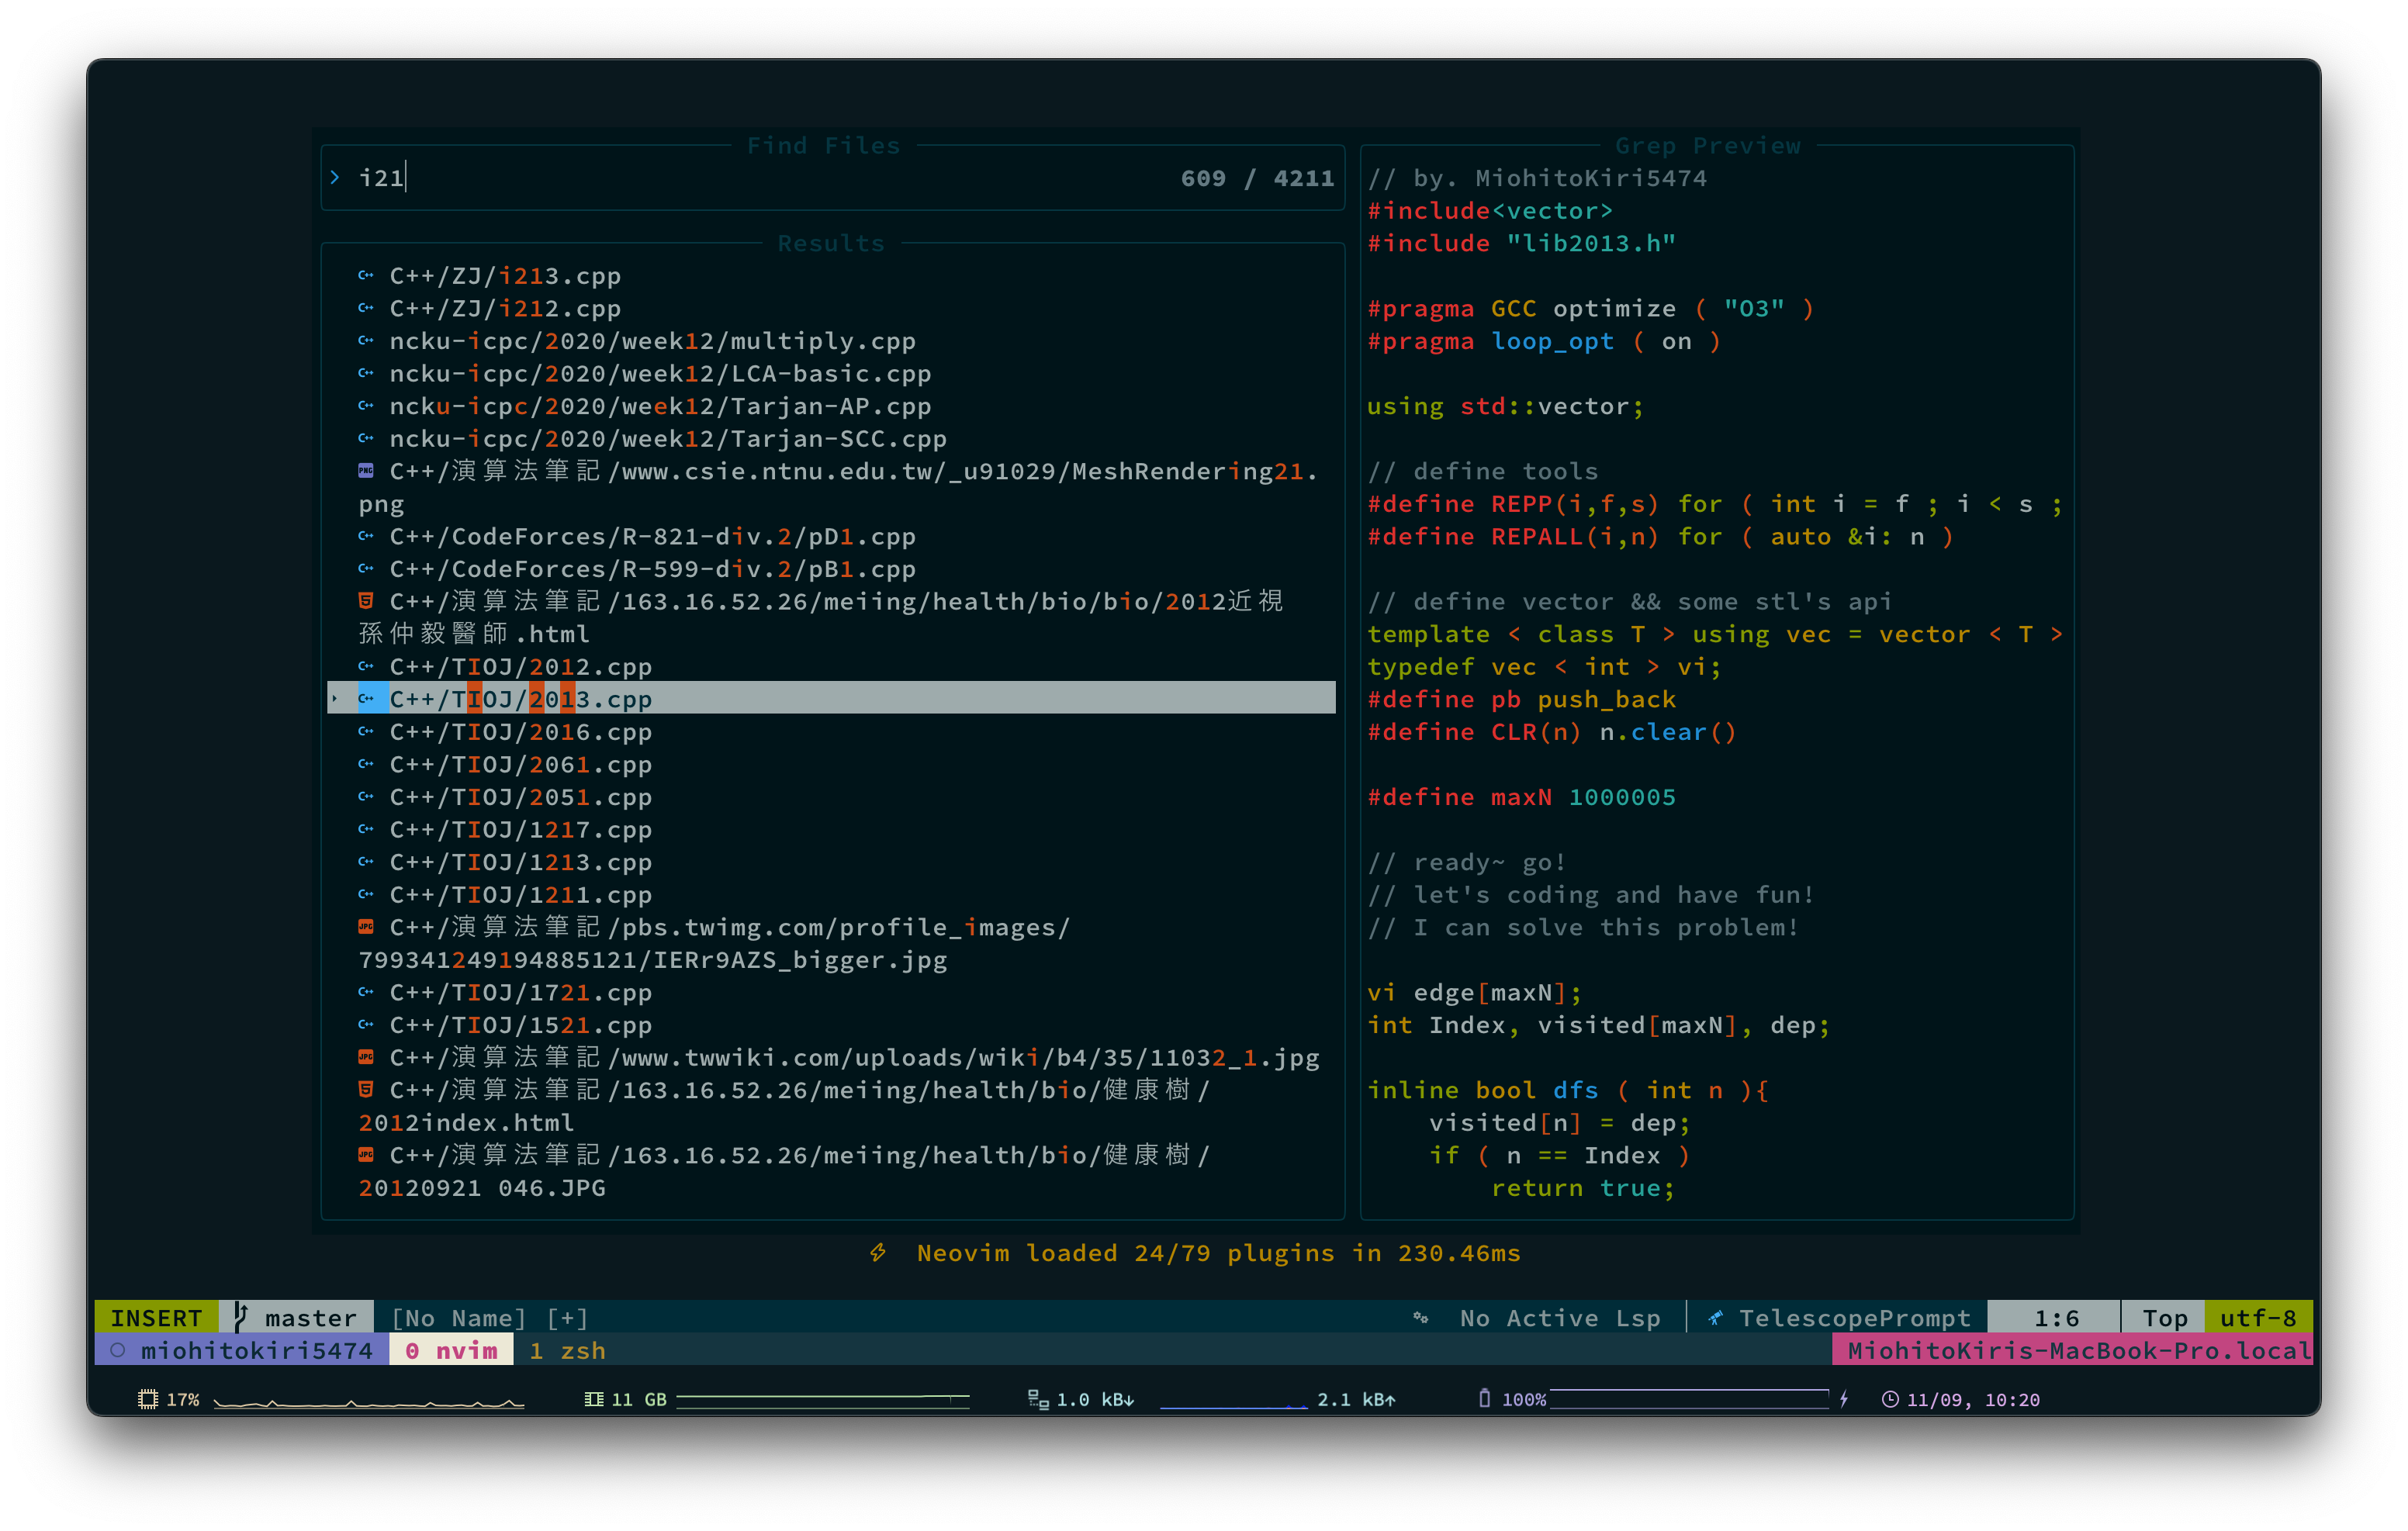 Find Files
> i21 609 / 4211
Results
C++/ZJ/i213.cpp
C++/ZJ/i212.cpp
ncku-icpc/2020/week12/multiply.cpp
ncku-icpc/2020/week12/LCA-basic.cpp
ncku-icpc/2020/week12/Tarjan-AP.cpp
ncku-icpc/2020/week12/Tarjan-SCC.cpp
C++/演算法筆記/www.csie.ntnu.edu.tw/_u91029/MeshRendering21.
png
C++/CodeForces/R-821-div.2/pD1.cpp
C++/CodeForces/R-599-div.2/pB1.cpp
C++/演算法筆記/163.16.52.26/meiing/health/bio/bio/2012近視
孫仲毅醫師.html
C++/TIOJ/2012.cpp
C++/TIOJ/2013.cpp
C++/TIOJ/2016.cpp
C++/TIOJ/2061.cpp
C++/TIOJ/2051.cpp
C++/TIOJ/1217.cpp
C++/TIOJ/1213.cpp
C++/TIOJ/1211.cpp
C++/演算法筆記/pbs.twimg.com/profile_images/
799341249194885121/IERr9AZS_bigger.jpg
C++/TIOJ/1721.cpp
C++/TIOJ/1521.cpp
C++/演算法筆記/www.twwiki.com/uploads/wiki/b4/35/11032_1.jpg
C++/演算法筆記/163.16.52.26/meiing/health/bio/健康樹/
2012index.html
C++/演算法筆記/163.16.52.26/meiing/health/bio/健康樹/
20120921 046.JPG
Grep Preview
// by. MiohitoKiri5474
#include<vector>
#include "lib2013.h"
#pragma GCC optimize ( "O3" )
#pragma loop_opt ( on )
using std::vector;
// define tools
#define REPP(i,f,s) for ( int i = f ; i < s ;
#define REPALL(i,n) for ( auto &i: n )
// define vector && some stl's api
template < class T > using vec = vector < T >
typedef vec < int > vi;
#define pb push_back
#define CLR(n) n.clear()
#define maxN 1000005
// ready~ go!
// let's coding and have fun!
// I can solve this problem!
vi edge[maxN];
int Index, visited[maxN], dep;
inline bool dfs ( int n ){
    visited[n] = dep;
    if ( n == Index )
        return true;
Neovim loaded 24/79 plugins in 230.46ms
INSERT master [No Name] [+] No Active Lsp TelescopePrompt 1:6 Top utf-8
miohitokiri5474 0 nvim 1 zsh MiohitoKiris-MacBook-Pro.local
17% 11 GB 1.0 kB↓ 2.1 kB↑ 100% 11/09, 10:20